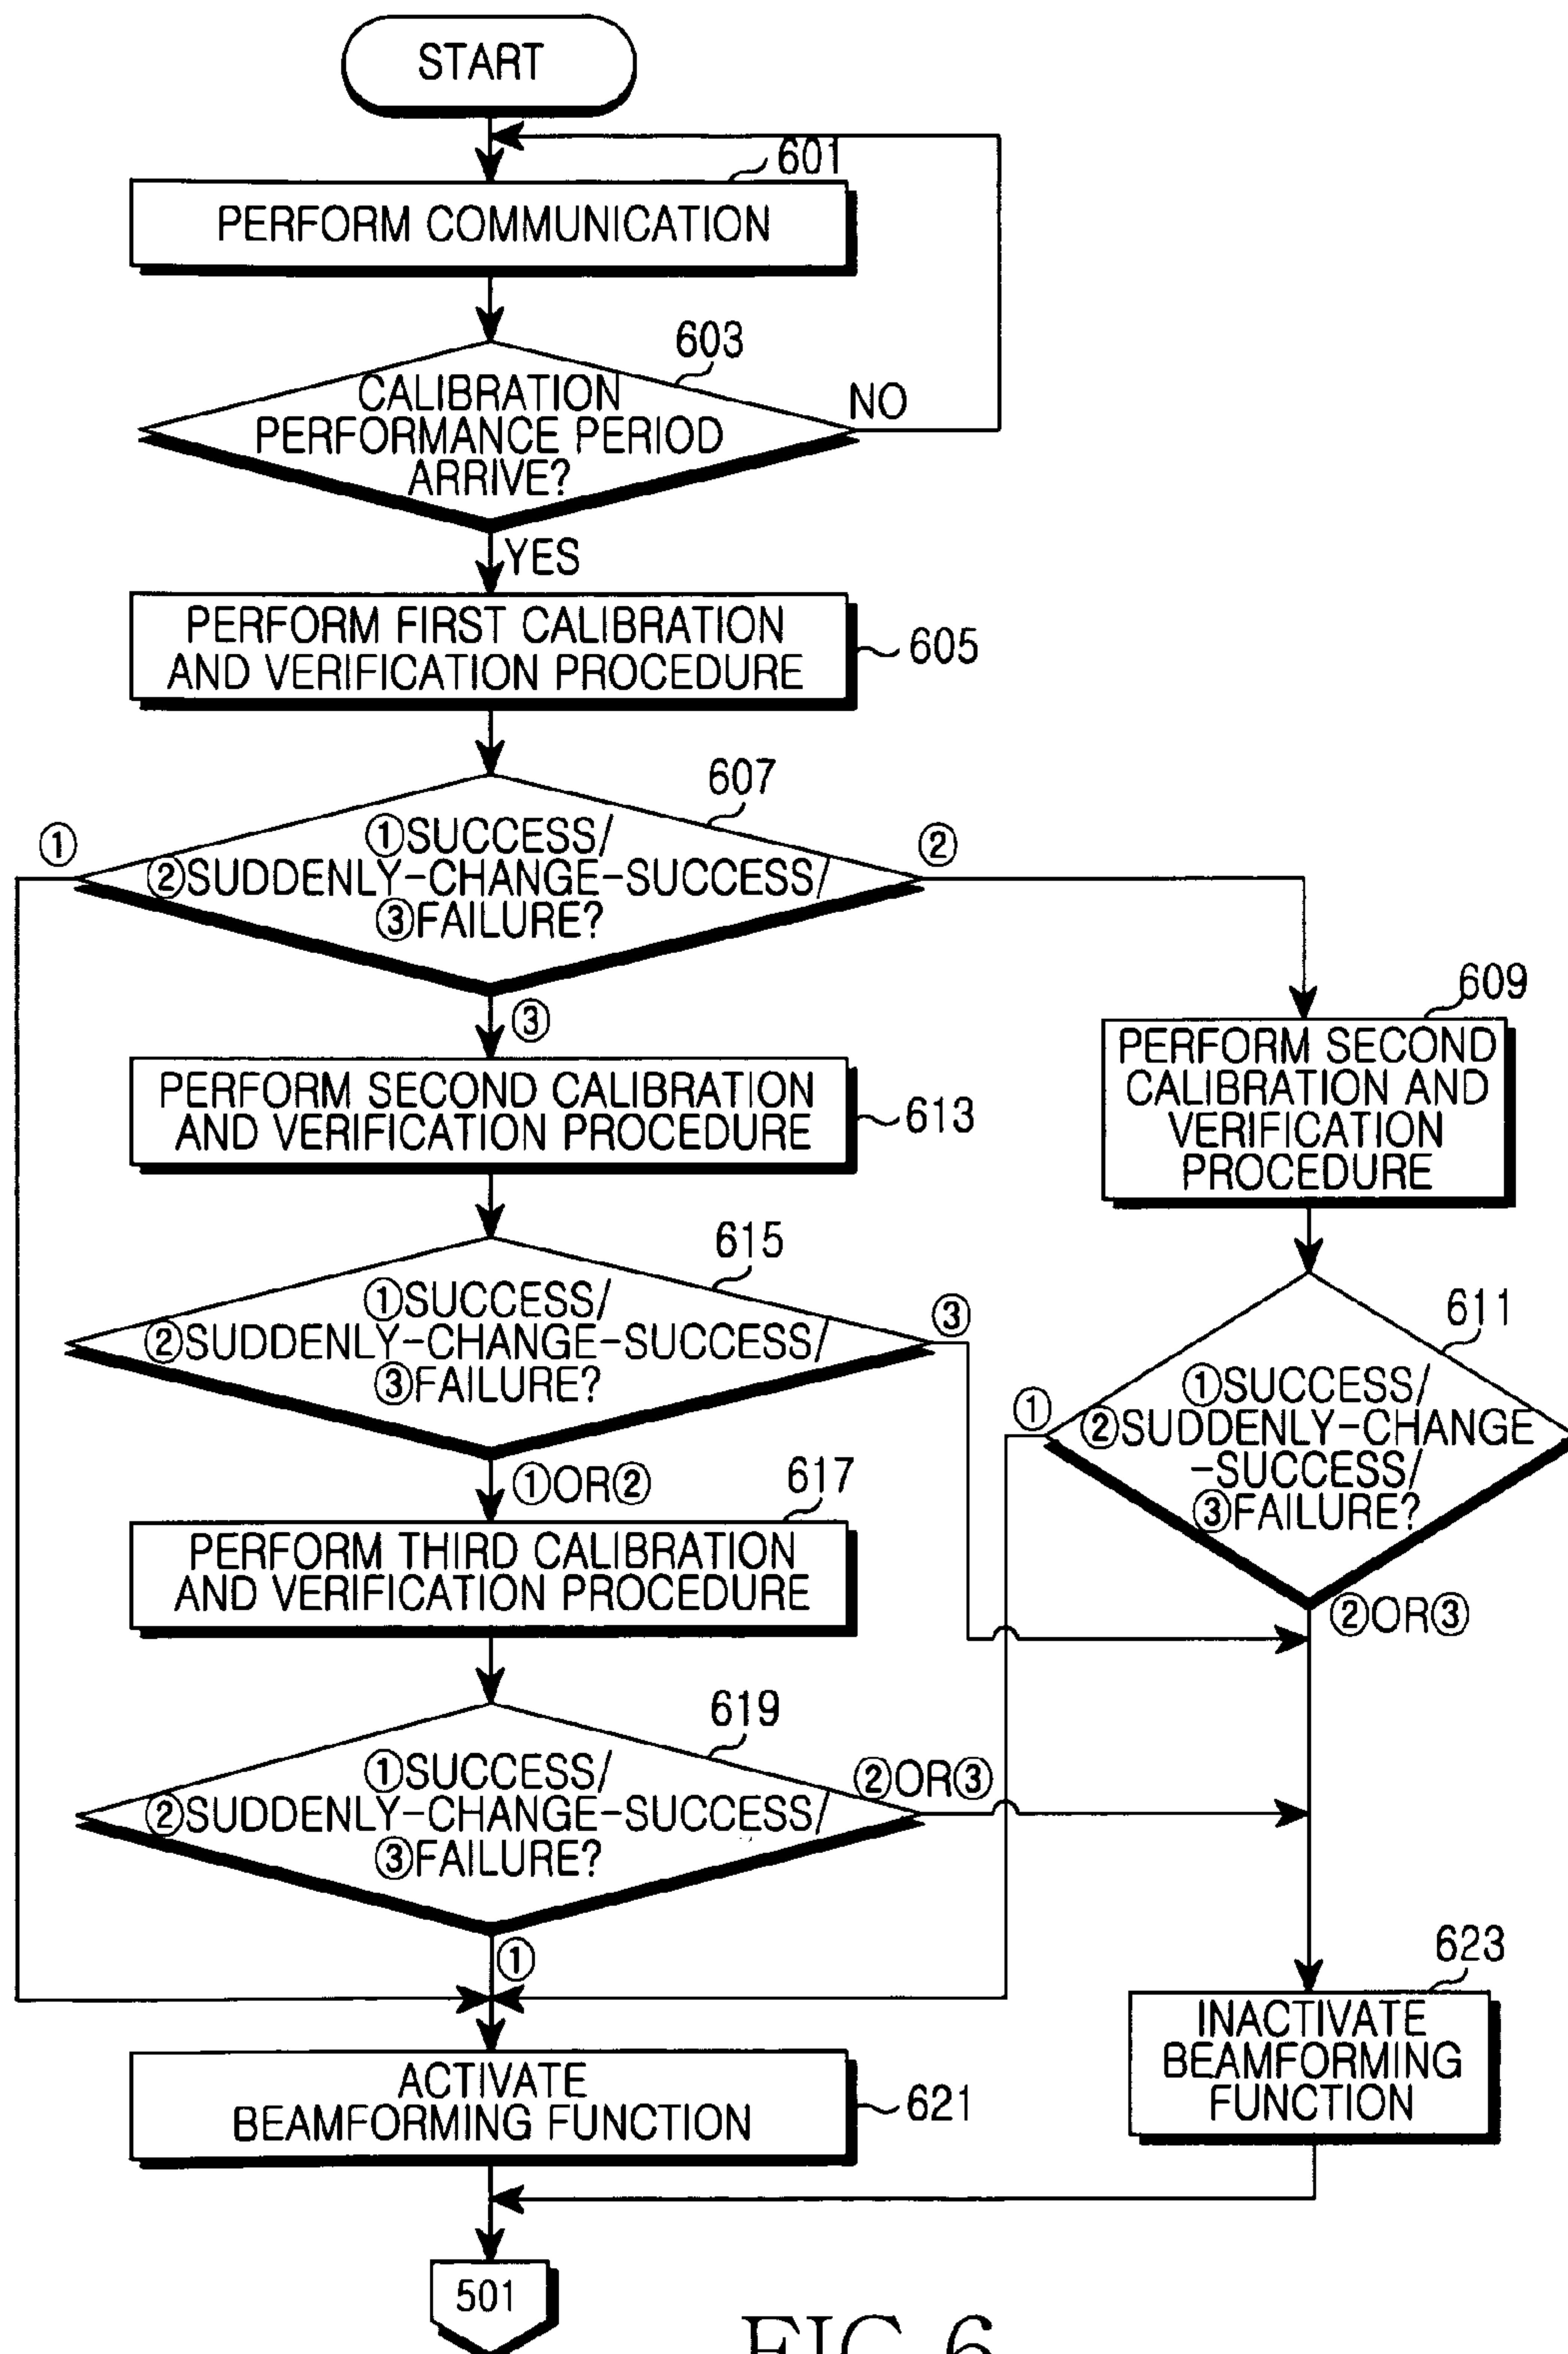 START
601
PERFORM COMMUNICATION
603
CALIBRATION
PERFORMANCE PERIOD
ARRIVE?
NO
YES
PERFORM FIRST CALIBRATION
AND VERIFICATION PROCEDURE
605
607
①
①SUCCESS/
②SUDDENLY-CHANGE-SUCCESS/
③FAILURE?
②
③
609
PERFORM SECOND
CALIBRATION AND
VERIFICATION
PROCEDURE
PERFORM SECOND CALIBRATION
AND VERIFICATION PROCEDURE
613
615
①SUCCESS/
②SUDDENLY-CHANGE-SUCCESS/
③FAILURE?
③
①OR②
611
①
①SUCCESS/
②SUDDENLY-CHANGE
-SUCCESS/
③FAILURE?
②OR③
617
PERFORM THIRD CALIBRATION
AND VERIFICATION PROCEDURE
619
①SUCCESS/
②SUDDENLY-CHANGE-SUCCESS/
③FAILURE?
②OR③
①
623
INACTIVATE
BEAMFORMING
FUNCTION
ACTIVATE
BEAMFORMING FUNCTION
621
501
FIG.6